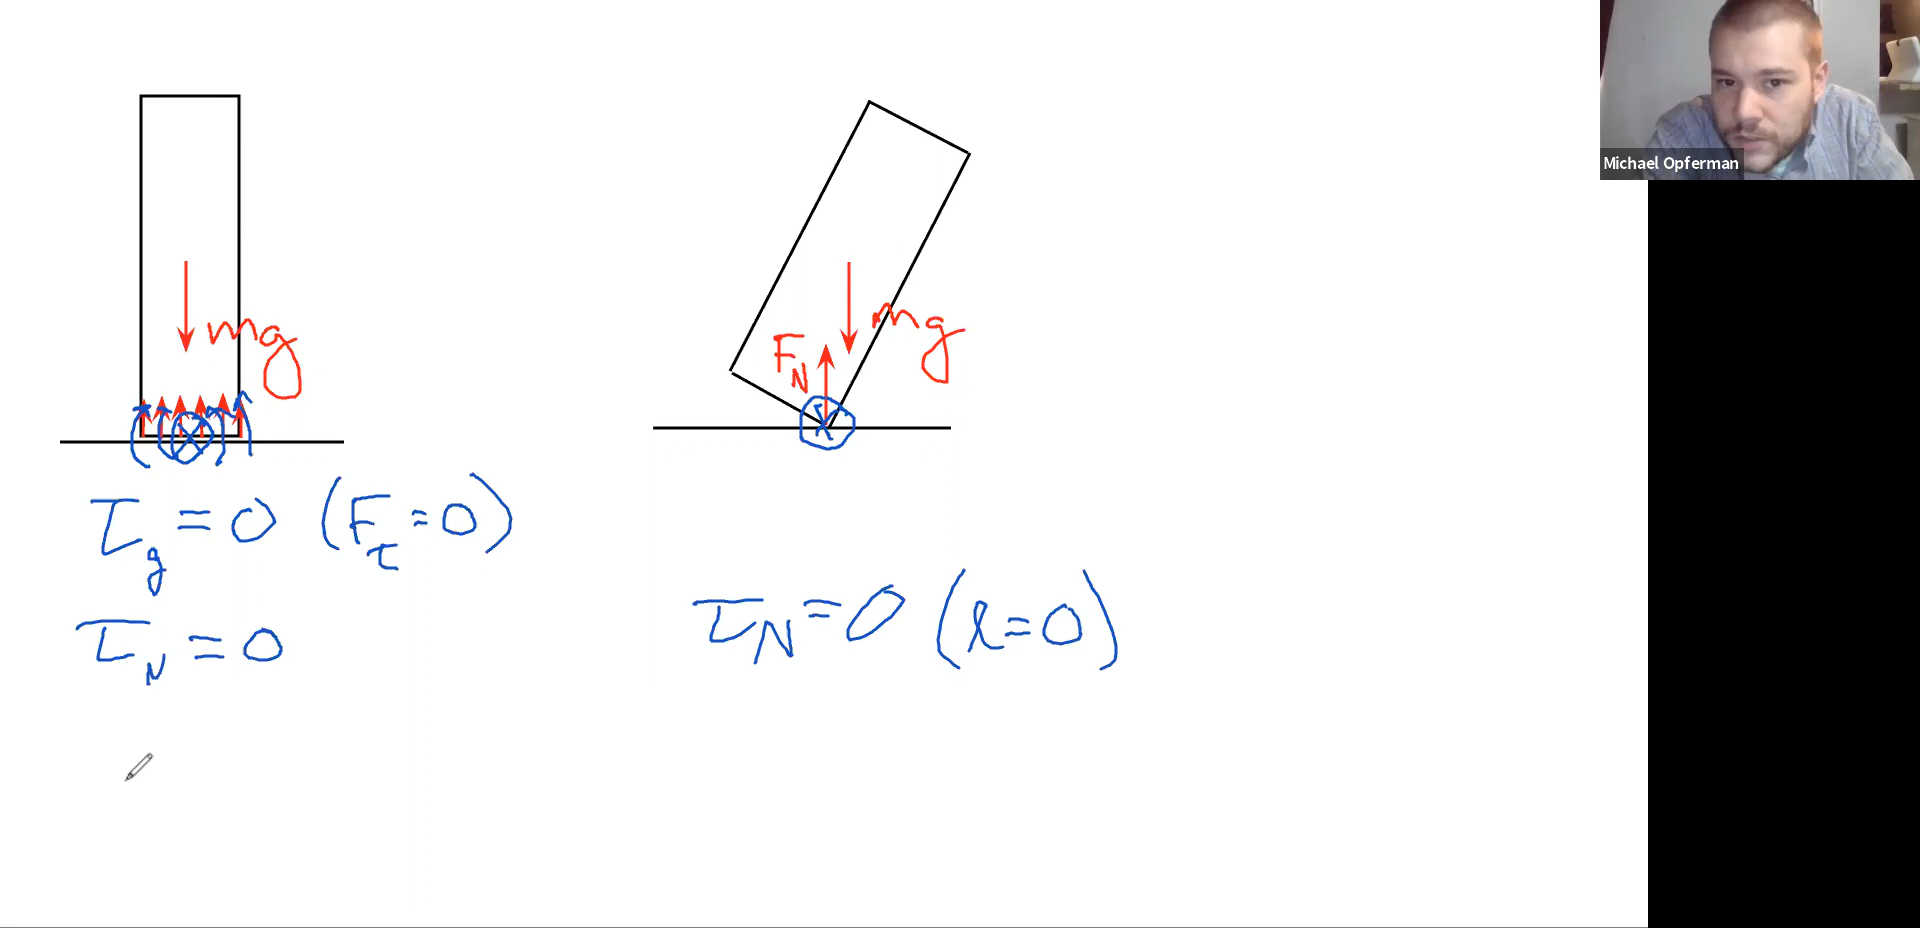 Michael Opferman
mg
F_N
mg
τ_g = 0 (F_τ = 0)
τ_N = 0
τ_N = 0 (l = 0)